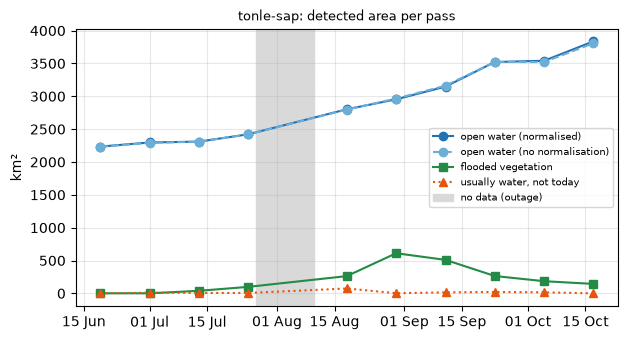 tonle-sap: detected area per pass
km²
4000
3500
3000
2500
2000
1500
1000
500
0
open water (normalised)
open water (no normalisation)
flooded vegetation
usually water, not today
no data (outage)
15 Jun 01 Jul 15 Jul 01 Aug 15 Aug 01 Sep 15 Sep 01 Oct 15 Oct